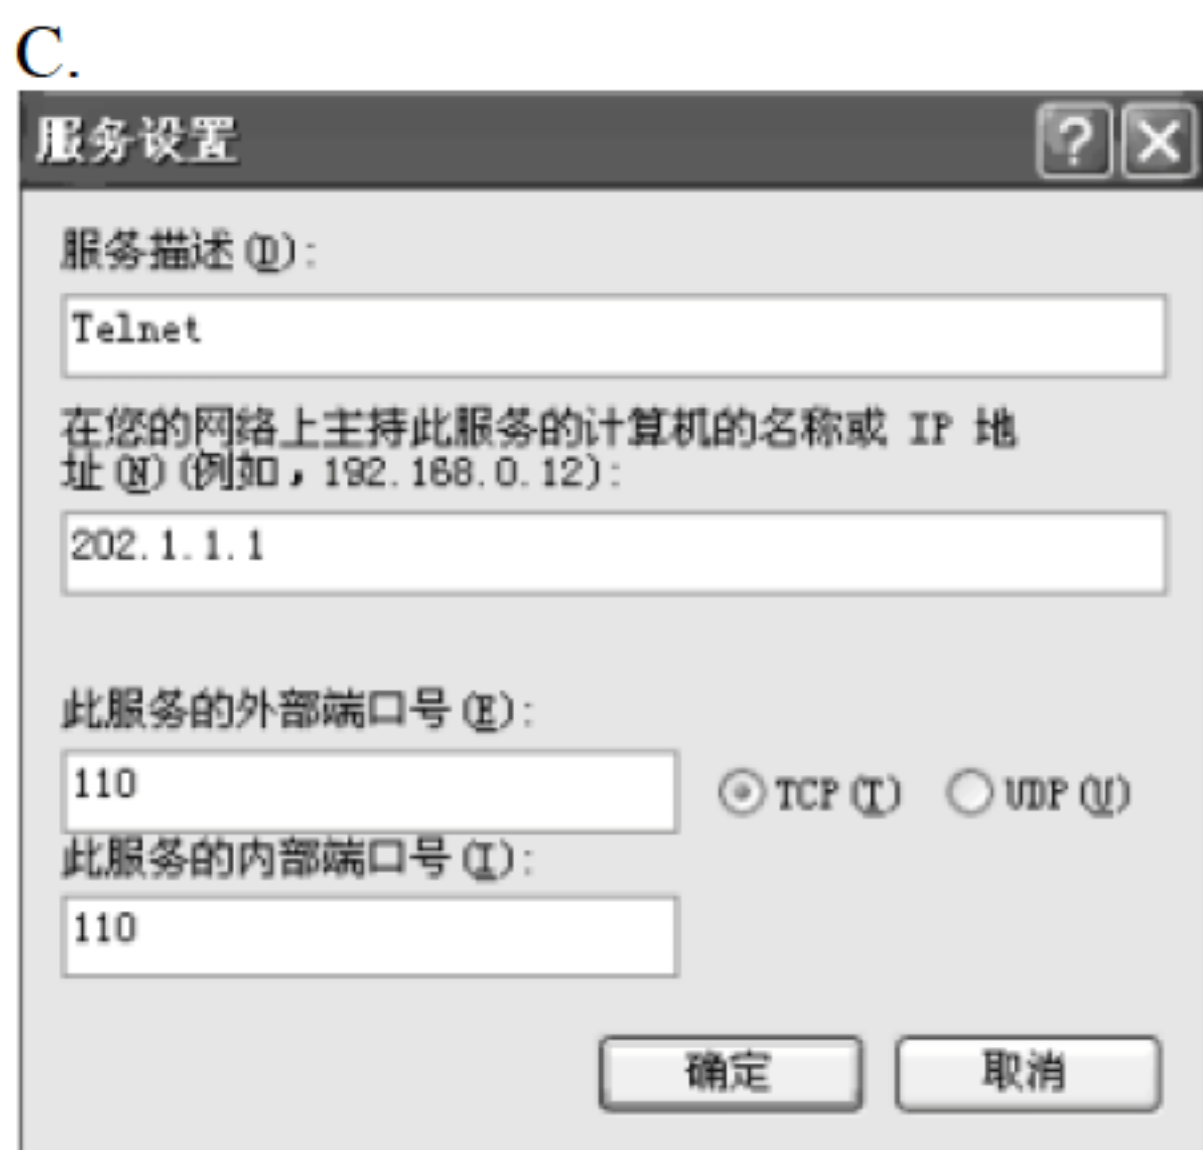 C.
服务设置
服务描述(D):
Telnet
在您的网络上主持此服务的计算机的名称或 IP 地
址(N)(例如，192.168.0.12):
202.1.1.1
此服务的外部端口号(E):
110
TCP(T) UDP(U)
此服务的内部端口号(I):
110
确定 取消